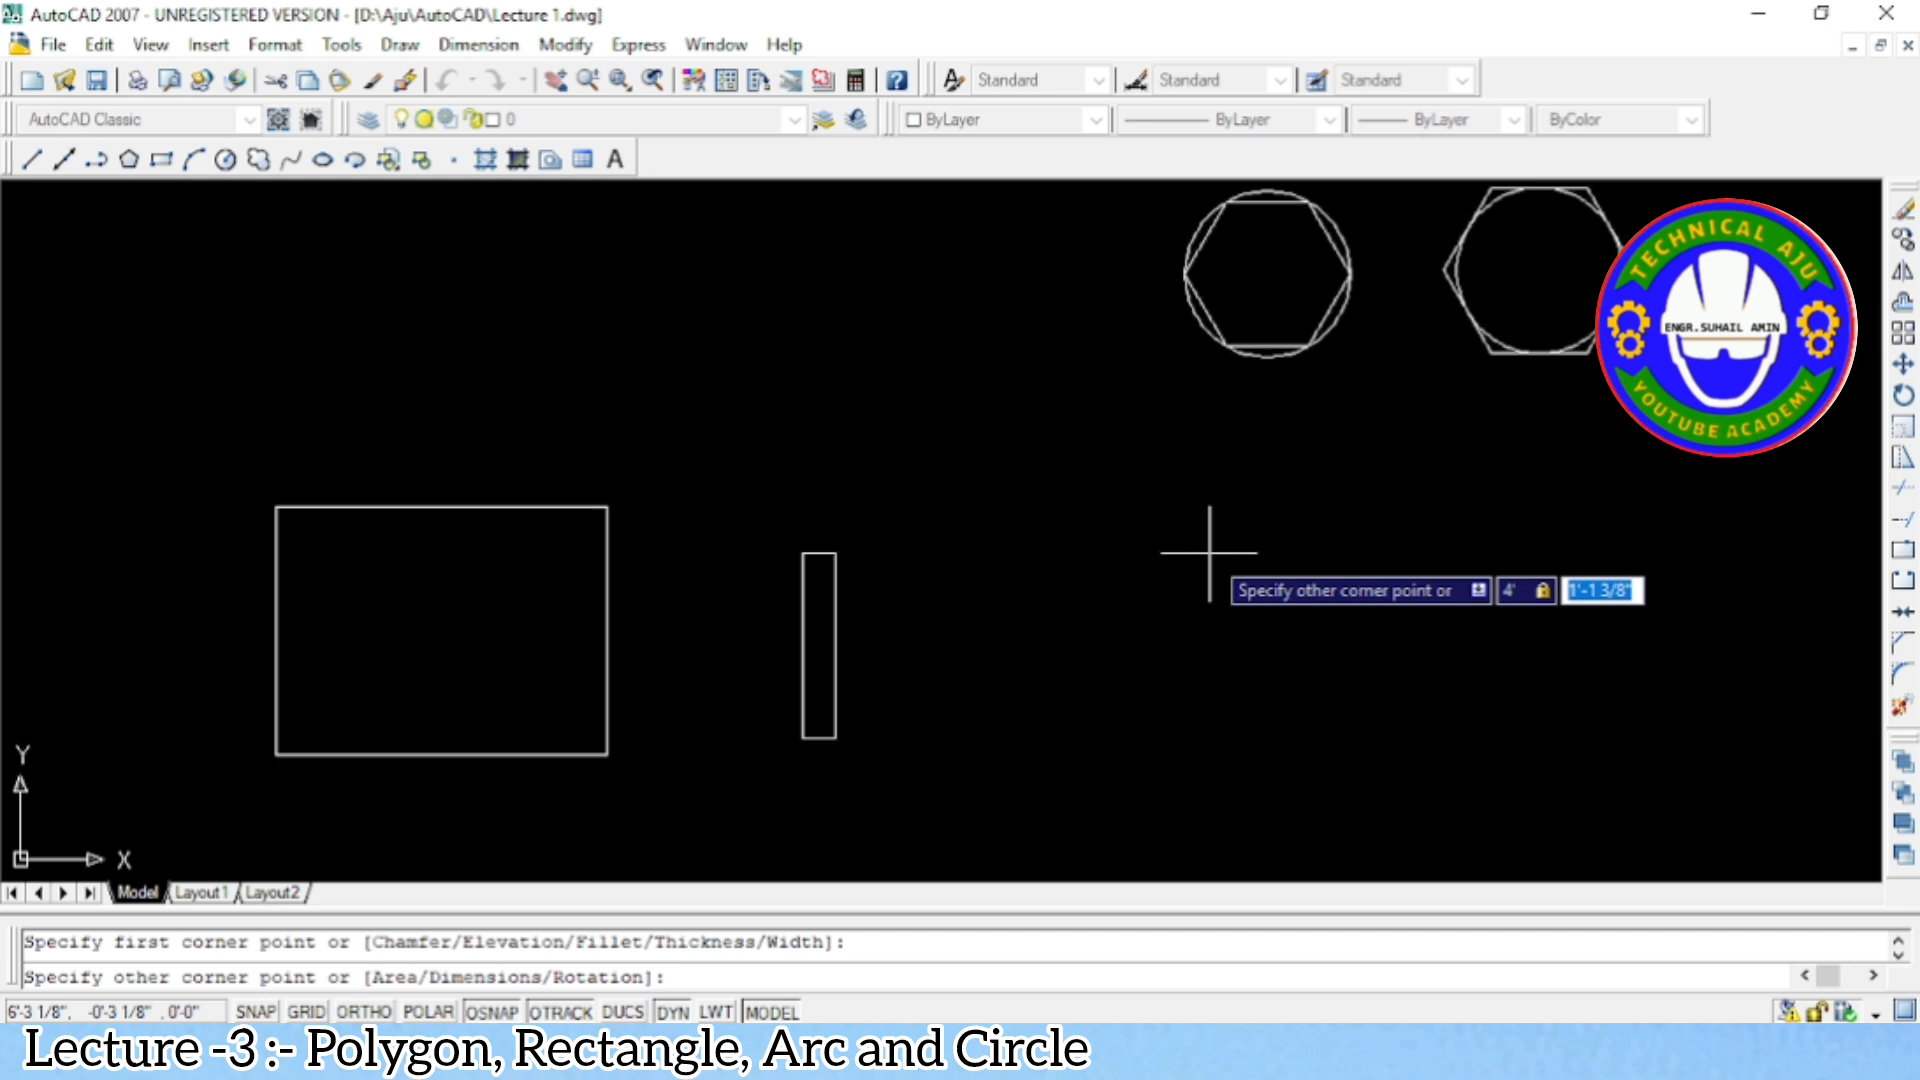 AutoCAD 2007 - UNREGISTERED VERSION - [D:\Aju\AutoCAD\Lecture 1.dwg]
File Edit View Insert Format Tools Draw Dimension Modify Express Window Help
Standard Standard Standard
AutoCAD Classic 0 ByLayer ByLayer ByLayer ByColor
A
TECHNICAL AJU
ENGR.SUHAIL AMIN
YOUTUBE ACADEMY
Specify other corner point or 4' 1'-1 3/8"
Y
X
Model Layout1 Layout2
Specify first corner point or [Chamfer/Elevation/Fillet/Thickness/Width]:
Specify other corner point or [Area/Dimensions/Rotation]:
6'-3 1/8", -0'-3 1/8" , 0'-0" SNAP GRID ORTHO POLAR OSNAP OTRACK DUCS DYN LWT MODEL
Lecture -3 :- Polygon, Rectangle, Arc and Circle